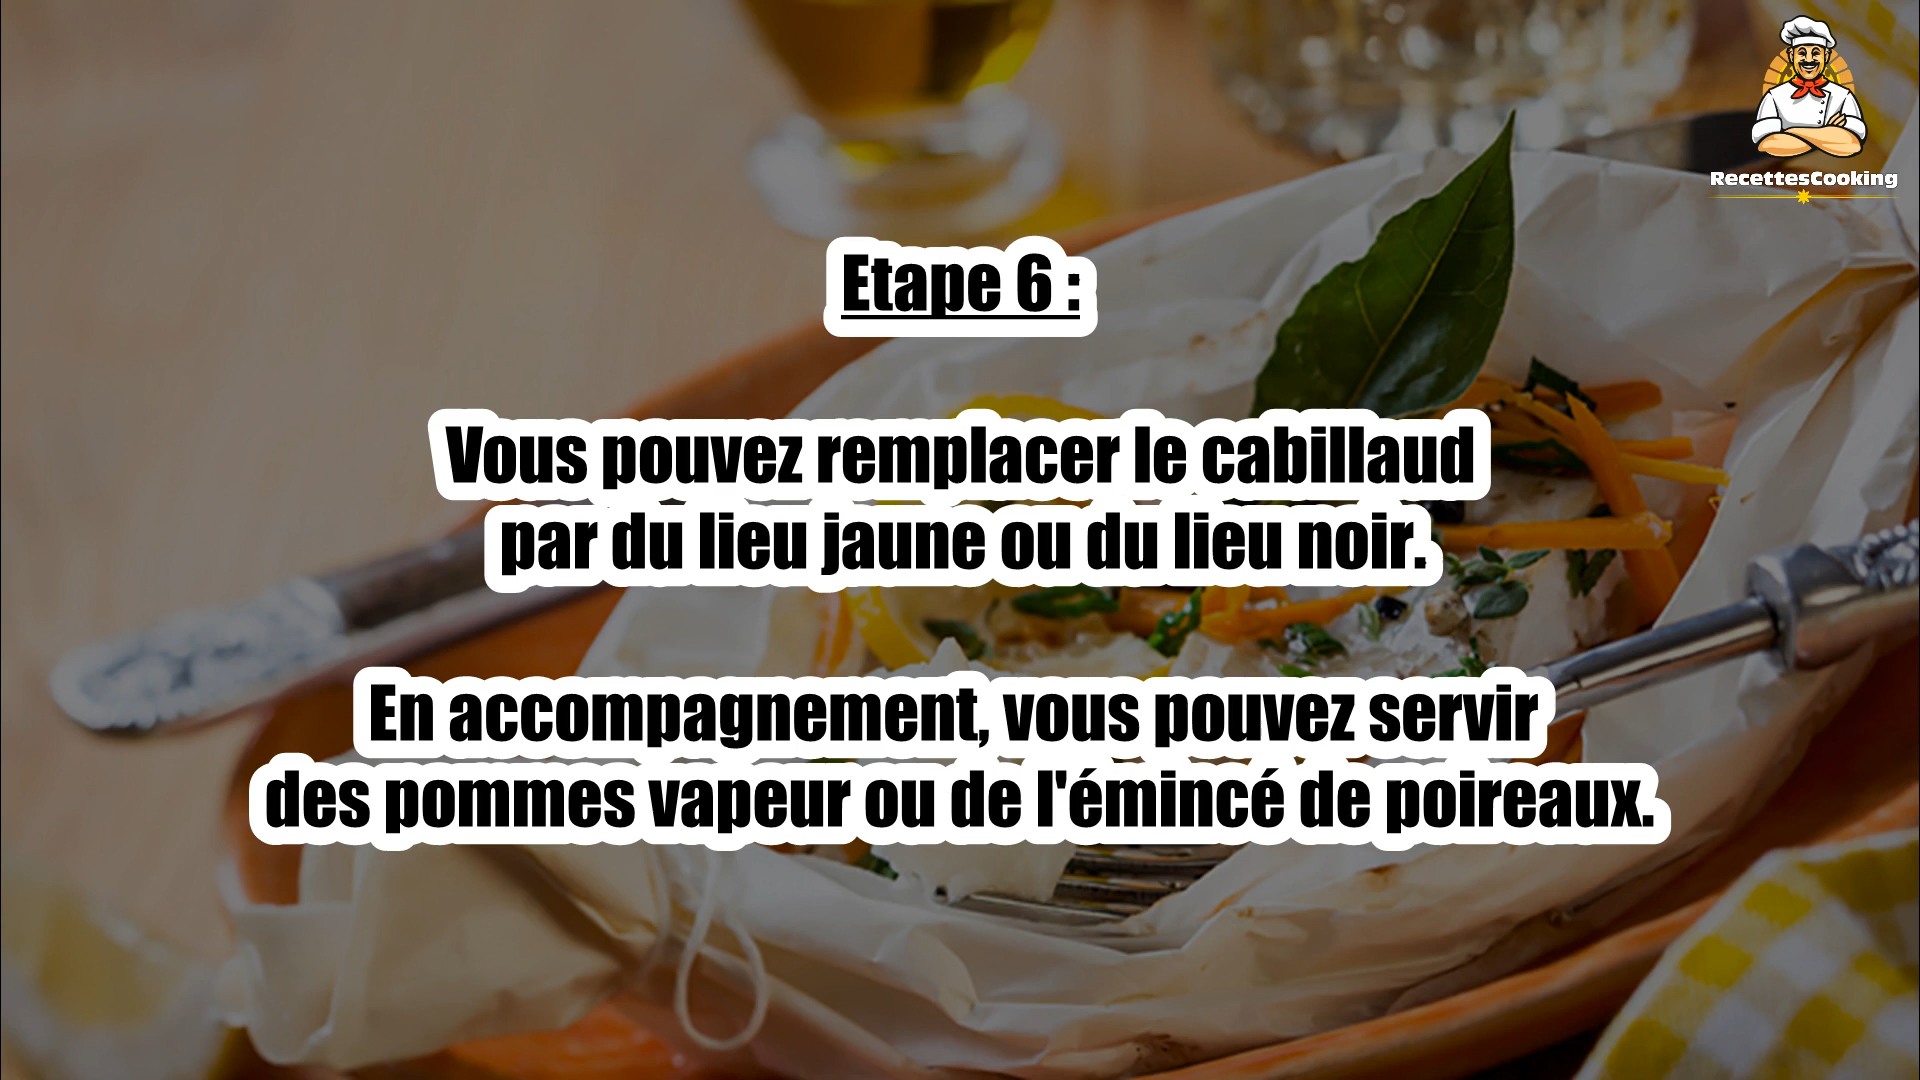 RecettesCooking
Etape 6 :
Vous pouvez remplacer le cabillaud
par du lieu jaune ou du lieu noir.
En accompagnement, vous pouvez servir
des pommes vapeur ou de l'émincé de poireaux.